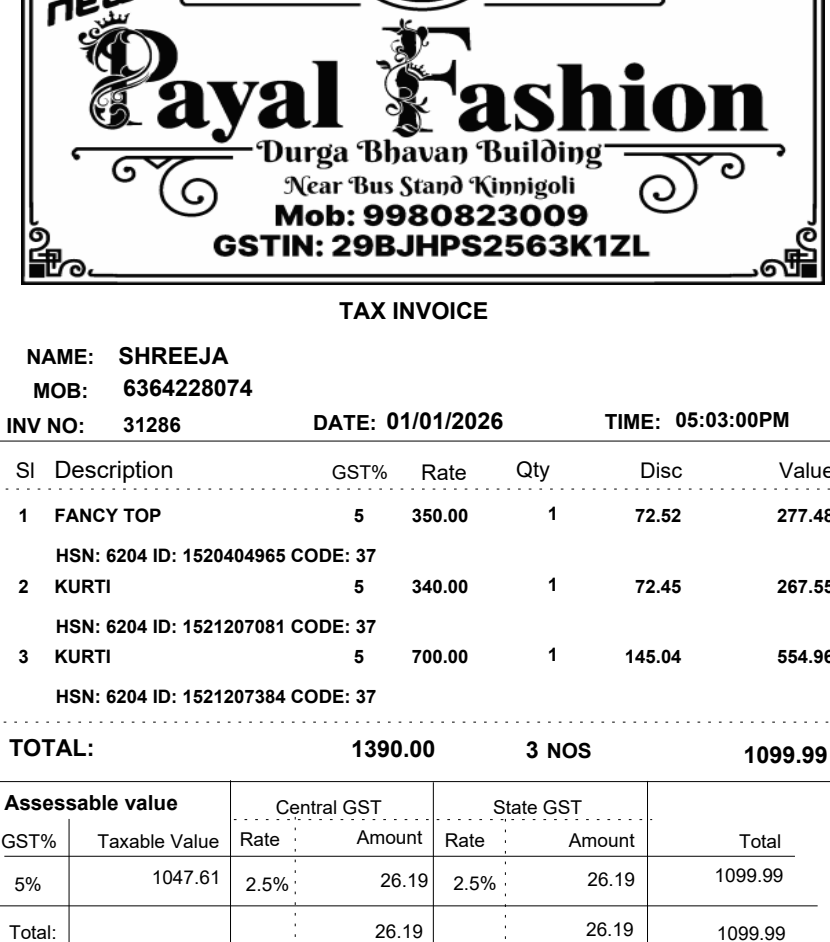 new
Payal Fashion
Durga Bhavan Building
Near Bus Stand Kinnigoli
Mob: 9980823009
GSTIN: 29BJHPS2563K1ZL
TAX INVOICE
NAME: SHREEJA
MOB: 6364228074
INV NO: 31286 DATE: 01/01/2026 TIME: 05:03:00PM
Sl Description GST% Rate Qty Disc Value
1 FANCY TOP 5 350.00 1 72.52 277.48
HSN: 6204 ID: 1520404965 CODE: 37
2 KURTI 5 340.00 1 72.45 267.55
HSN: 6204 ID: 1521207081 CODE: 37
3 KURTI 5 700.00 1 145.04 554.96
HSN: 6204 ID: 1521207384 CODE: 37
TOTAL: 1390.00 3 NOS 1099.99
Assessable value Central GST State GST
GST% Taxable Value Rate Amount Rate Amount Total
5% 1047.61 2.5% 26.19 2.5% 26.19 1099.99
Total: 26.19 26.19 1099.99